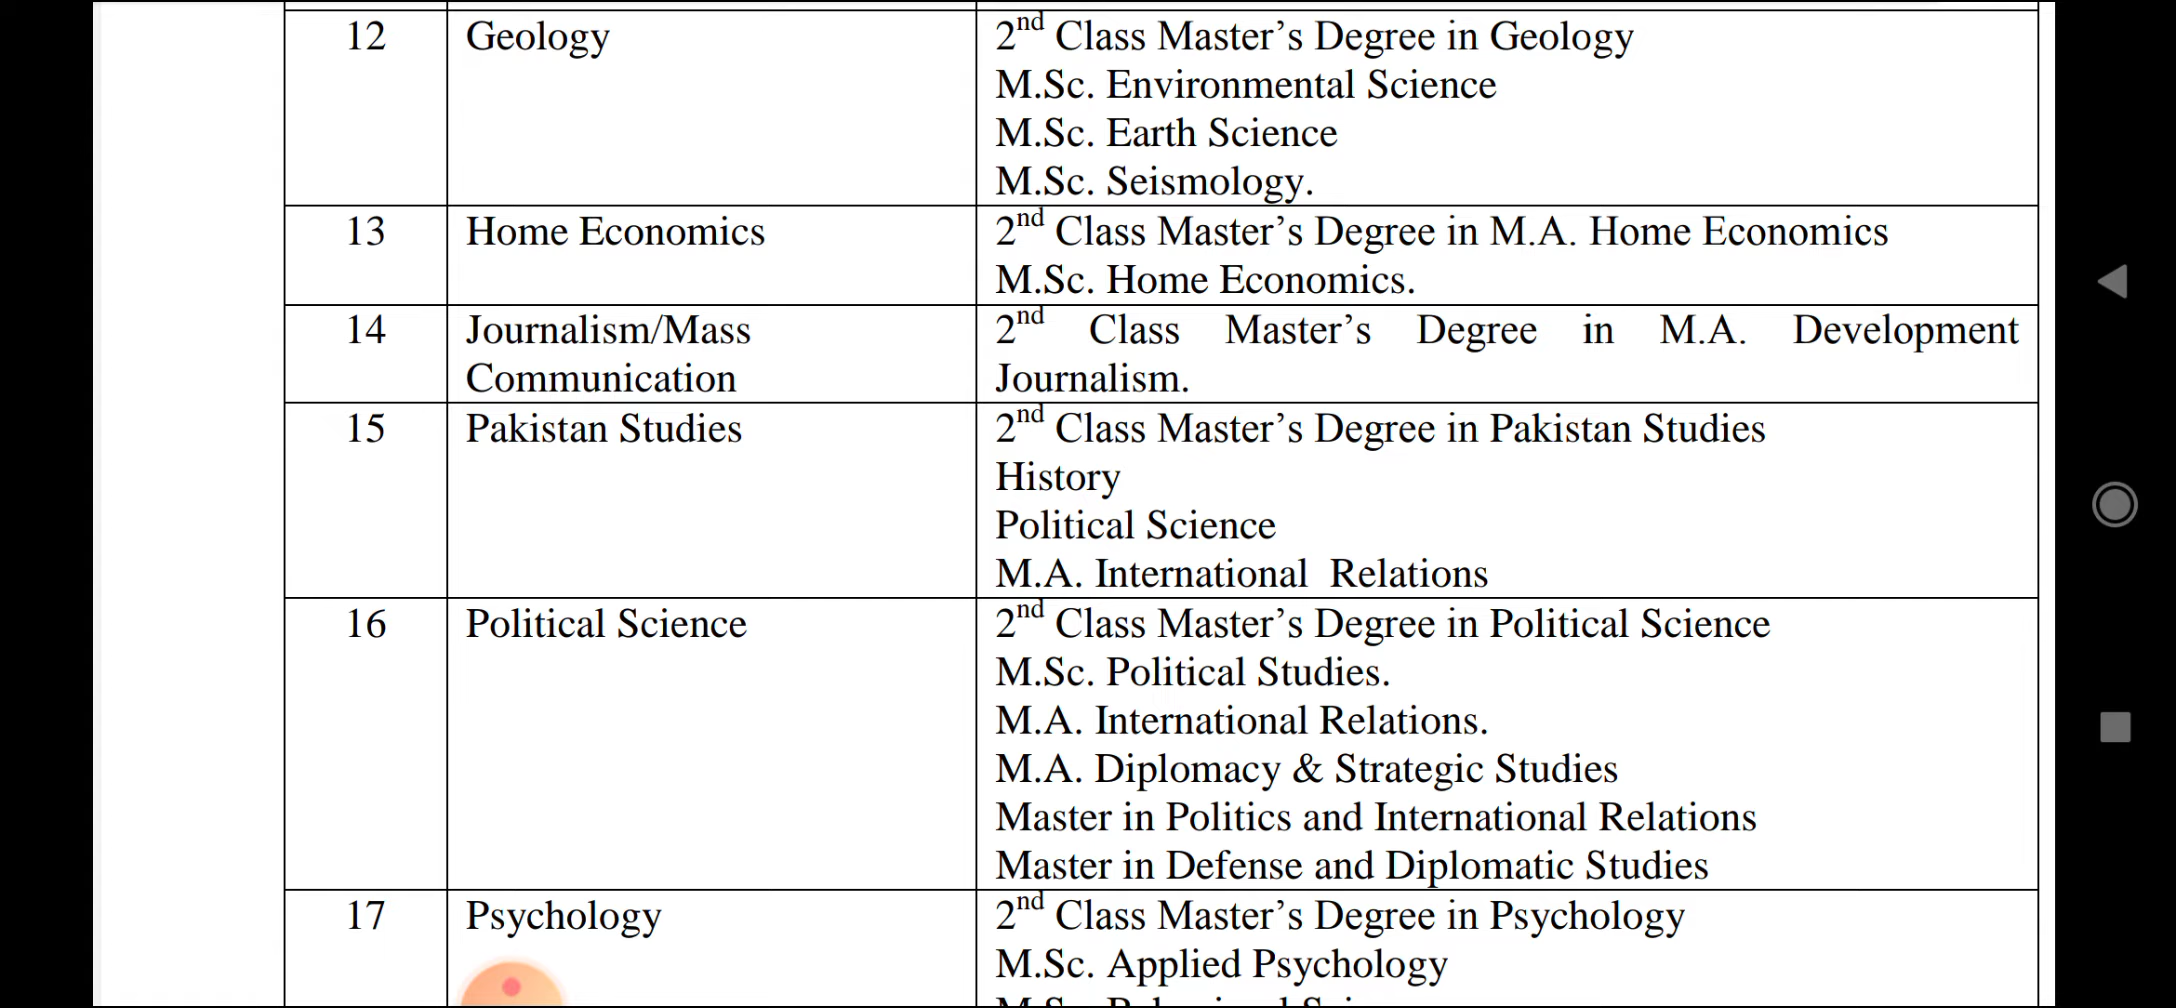 12 Geology 2nd Class Master’s Degree in Geology
M.Sc. Environmental Science
M.Sc. Earth Science
M.Sc. Seismology.
13 Home Economics 2nd Class Master’s Degree in M.A. Home Economics
M.Sc. Home Economics.
14 Journalism/Mass 2nd Class Master’s Degree in M.A. Development
Communication Journalism.
15 Pakistan Studies 2nd Class Master’s Degree in Pakistan Studies
History
Political Science
M.A. International Relations
16 Political Science 2nd Class Master’s Degree in Political Science
M.Sc. Political Studies.
M.A. International Relations.
M.A. Diplomacy & Strategic Studies
Master in Politics and International Relations
Master in Defense and Diplomatic Studies
17 Psychology 2nd Class Master’s Degree in Psychology
M.Sc. Applied Psychology